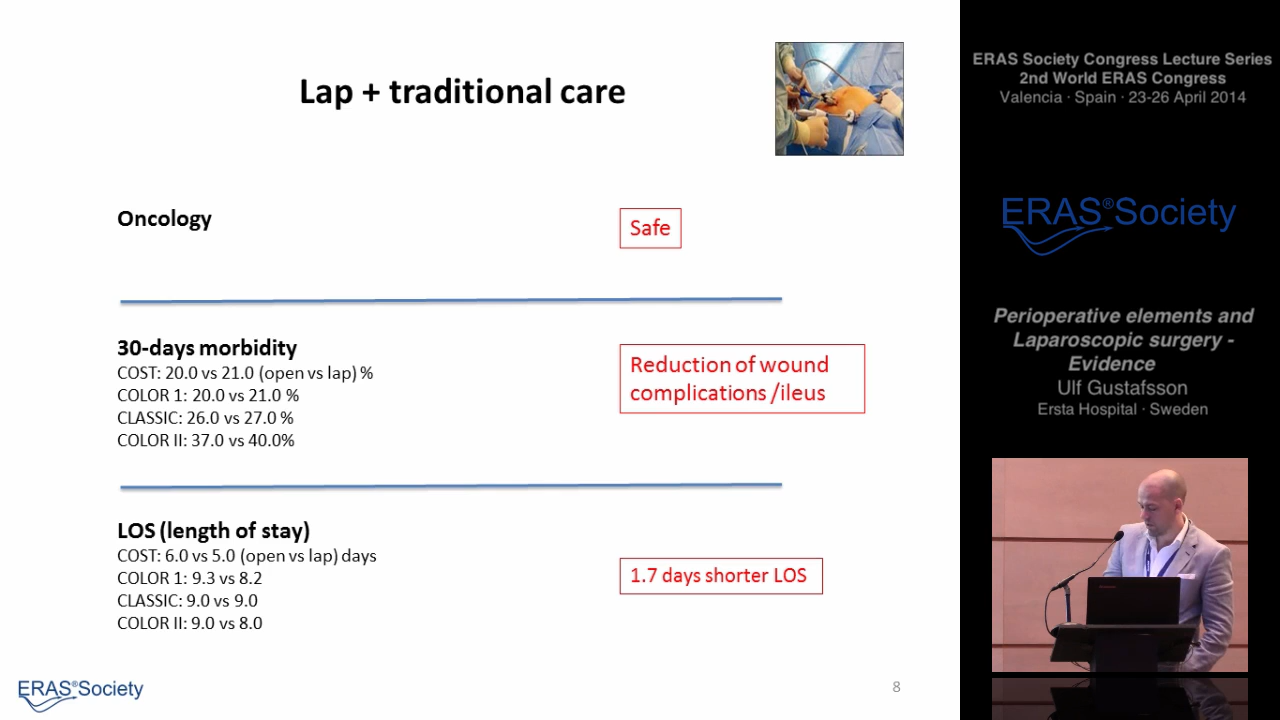 Lap + traditional care
Oncology
Safe
30-days morbidity
COST: 20.0 vs 21.0 (open vs lap) %
COLOR 1: 20.0 vs 21.0 %
CLASSIC: 26.0 vs 27.0 %
COLOR II: 37.0 vs 40.0%
Reduction of wound
complications /ileus
LOS (length of stay)
COST: 6.0 vs 5.0 (open vs lap) days
COLOR 1: 9.3 vs 8.2
CLASSIC: 9.0 vs 9.0
COLOR II: 9.0 vs 8.0
1.7 days shorter LOS
ERAS®Society
8
ERAS Society Congress Lecture Series
2nd World ERAS Congress
Valencia · Spain · 23-26 April 2014
ERAS®Society
Perioperative elements and
Laparoscopic surgery -
Evidence
Ulf Gustafsson
Ersta Hospital · Sweden